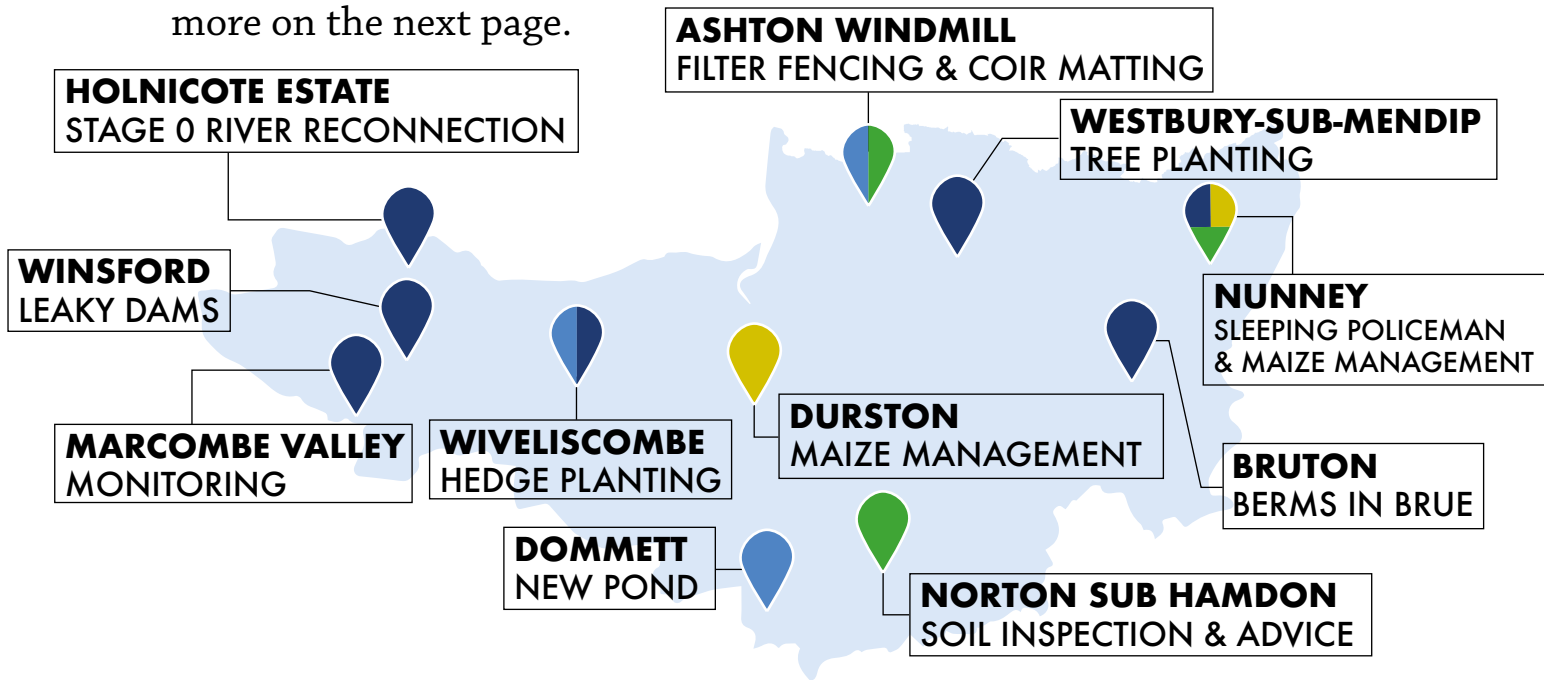 more on the next page.
ASHTON WINDMILL
FILTER FENCING & COIR MATTING
HOLNICOTE ESTATE
STAGE 0 RIVER RECONNECTION
WESTBURY-SUB-MENDIP
TREE PLANTING
WINSFORD
LEAKY DAMS
NUNNEY
SLEEPING POLICEMAN
& MAIZE MANAGEMENT
MARCOMBE VALLEY
MONITORING
WIVELISCOMBE
HEDGE PLANTING
DURSTON
MAIZE MANAGEMENT
BRUTON
BERMS IN BRUE
DOMMETT
NEW POND
NORTON SUB HAMDON
SOIL INSPECTION & ADVICE